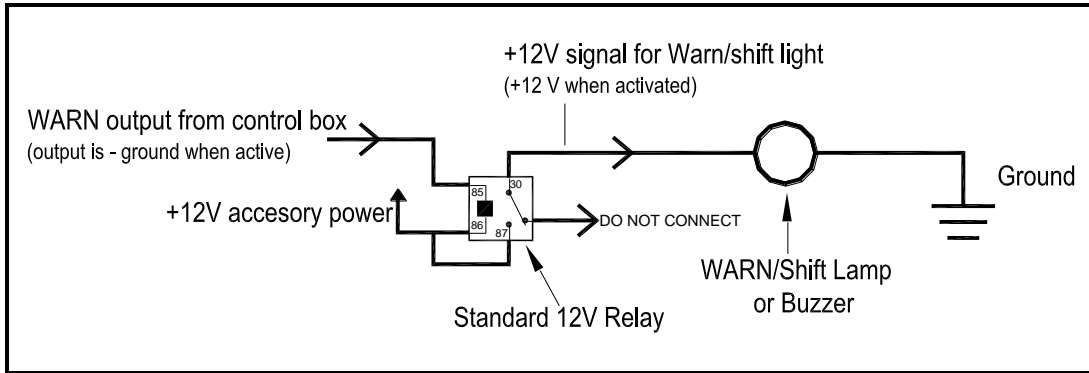 +12V signal for Warn/shift light
(+12 V when activated)
WARN output from control box
(output is - ground when active)
+12V accesory power
85
86
30
87
DO NOT CONNECT
Ground
WARN/Shift Lamp
or Buzzer
Standard 12V Relay